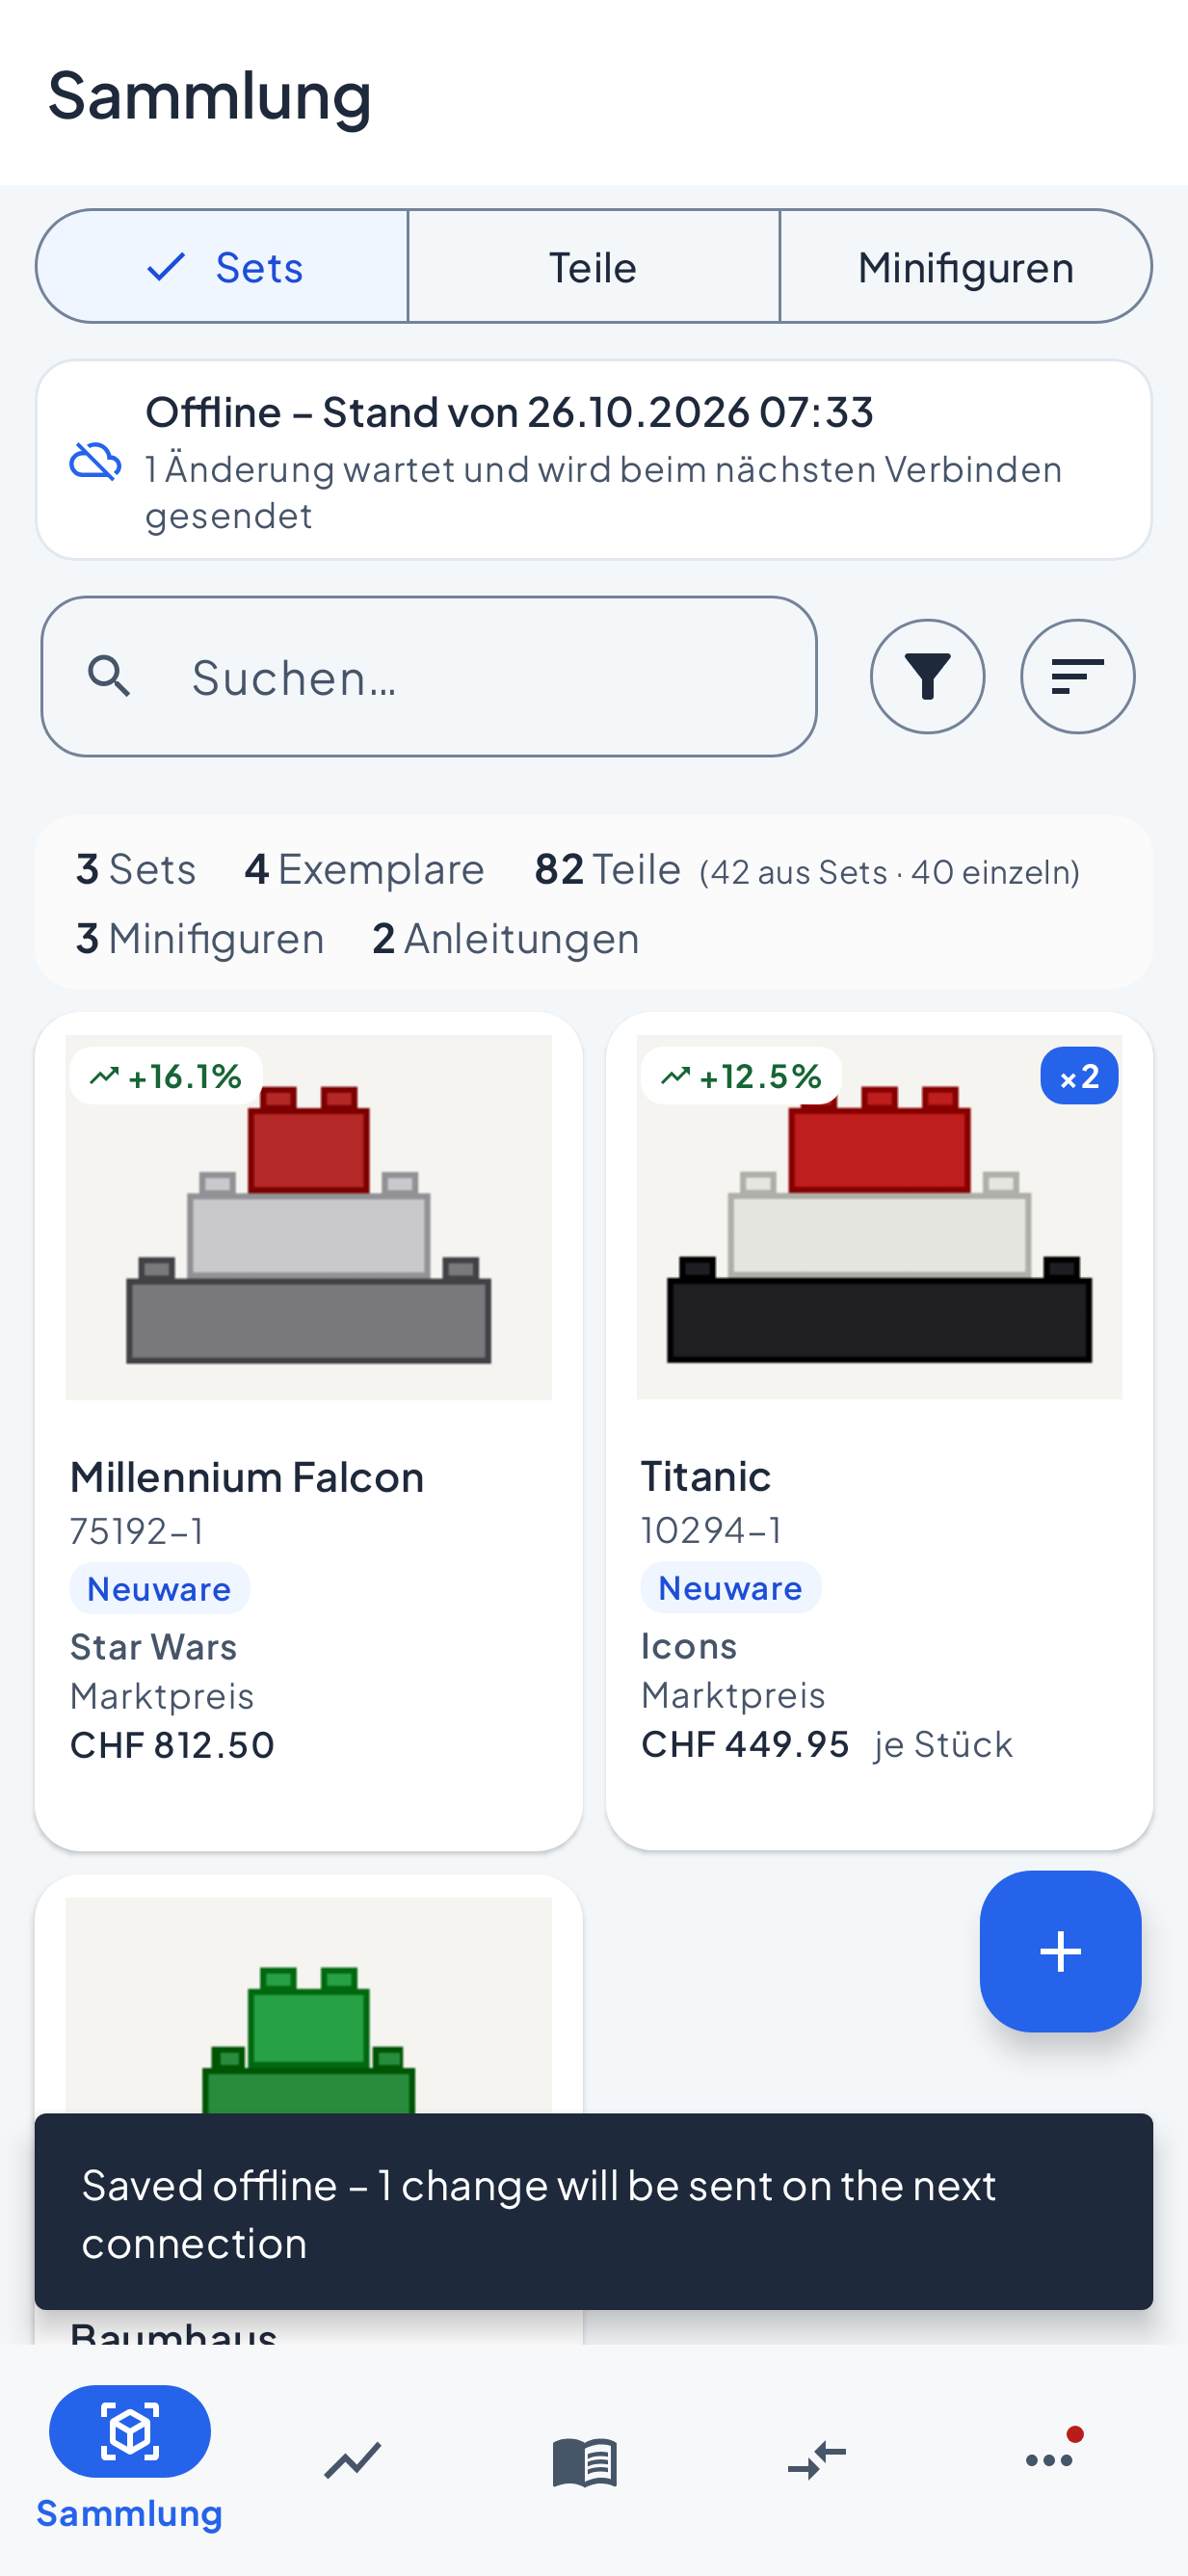 Sammlung
Sets
Teile
Minifiguren
Offline – Stand von 26.10.2026 07:33
1 Änderung wartet und wird beim nächsten Verbinden
gesendet
Suchen…
3 Sets 4 Exemplare 82 Teile (42 aus Sets · 40 einzeln)
3 Minifiguren 2 Anleitungen
+16.1%
Millennium Falcon
75192-1
Neuware
Star Wars
Marktpreis
CHF 812.50
+12.5%
×2
Titanic
10294-1
Neuware
Icons
Marktpreis
CHF 449.95 je Stück
Saved offline – 1 change will be sent on the next
connection
Baumhaus
Sammlung